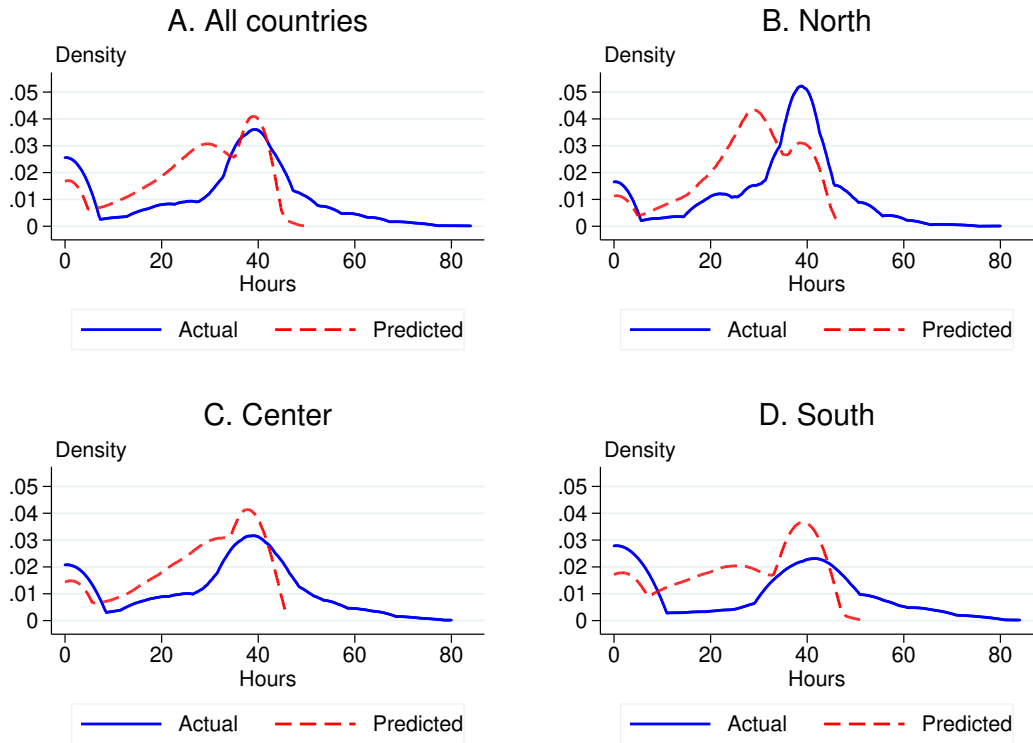 A. All countries
Density
.05
.04
.03
.02
.01
0
0 20 40 60 80
Hours
Actual Predicted
B. North
Density
.05
.04
.03
.02
.01
0
0 20 40 60 80
Hours
Actual Predicted
C. Center
Density
.05
.04
.03
.02
.01
0
0 20 40 60 80
Hours
Actual Predicted
D. South
Density
.05
.04
.03
.02
.01
0
0 20 40 60 80
Hours
Actual Predicted